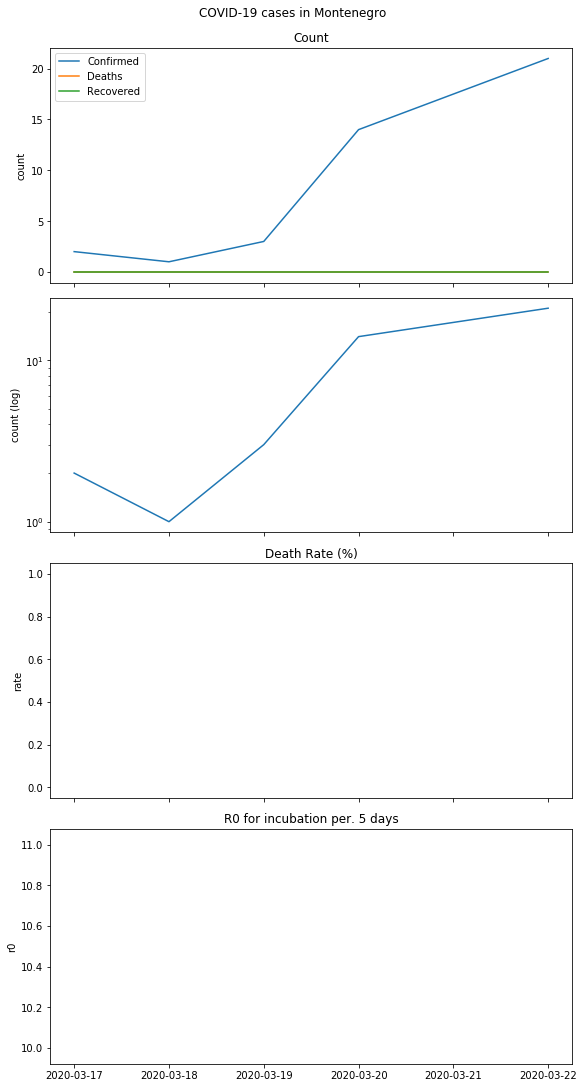 COVID-19 cases in Montenegro
Count
Confirmed
Deaths
Recovered
20
15
10
5
0
count
10¹
10⁰
count (log)
Death Rate (%)
1.0
0.8
0.6
0.4
0.2
0.0
rate
R0 for incubation per. 5 days
11.0
10.8
10.6
10.4
10.2
10.0
r0
2020-03-17 2020-03-18 2020-03-19 2020-03-20 2020-03-21 2020-03-22